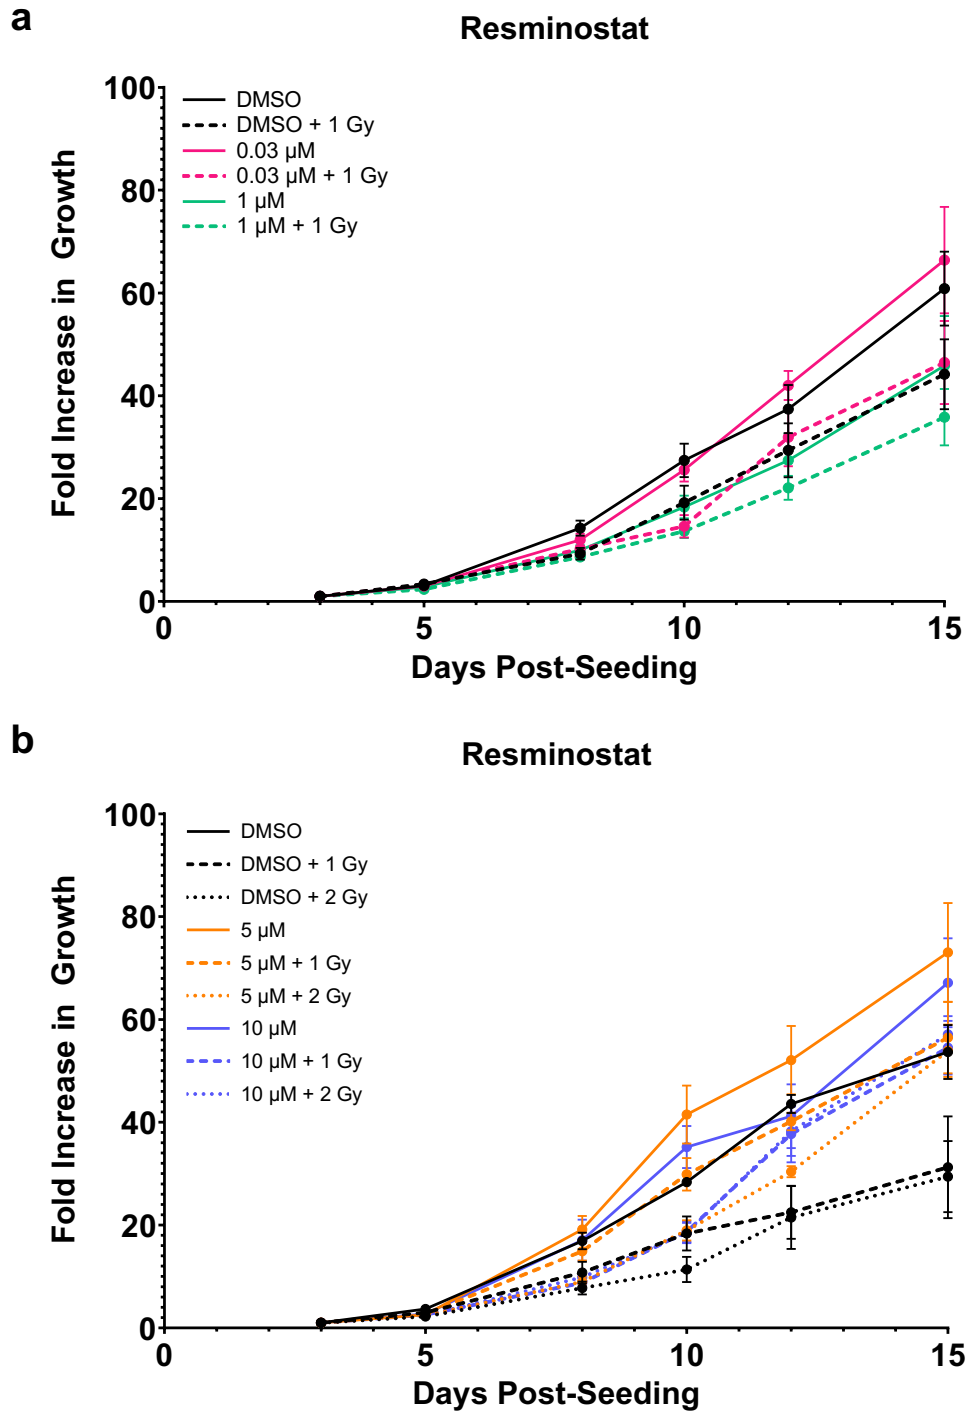 a
Resminostat
100
80
60
40
20
0
Fold Increase in Growth
DMSO
DMSO + 1 Gy
0.03 µM
0.03 µM + 1 Gy
1 µM
1 µM + 1 Gy
0 5 10 15
Days Post-Seeding
b
Resminostat
100
80
60
40
20
0
Fold Increase in Growth
DMSO
DMSO + 1 Gy
DMSO + 2 Gy
5 µM
5 µM + 1 Gy
5 µM + 2 Gy
10 µM
10 µM + 1 Gy
10 µM + 2 Gy
0 5 10 15
Days Post-Seeding